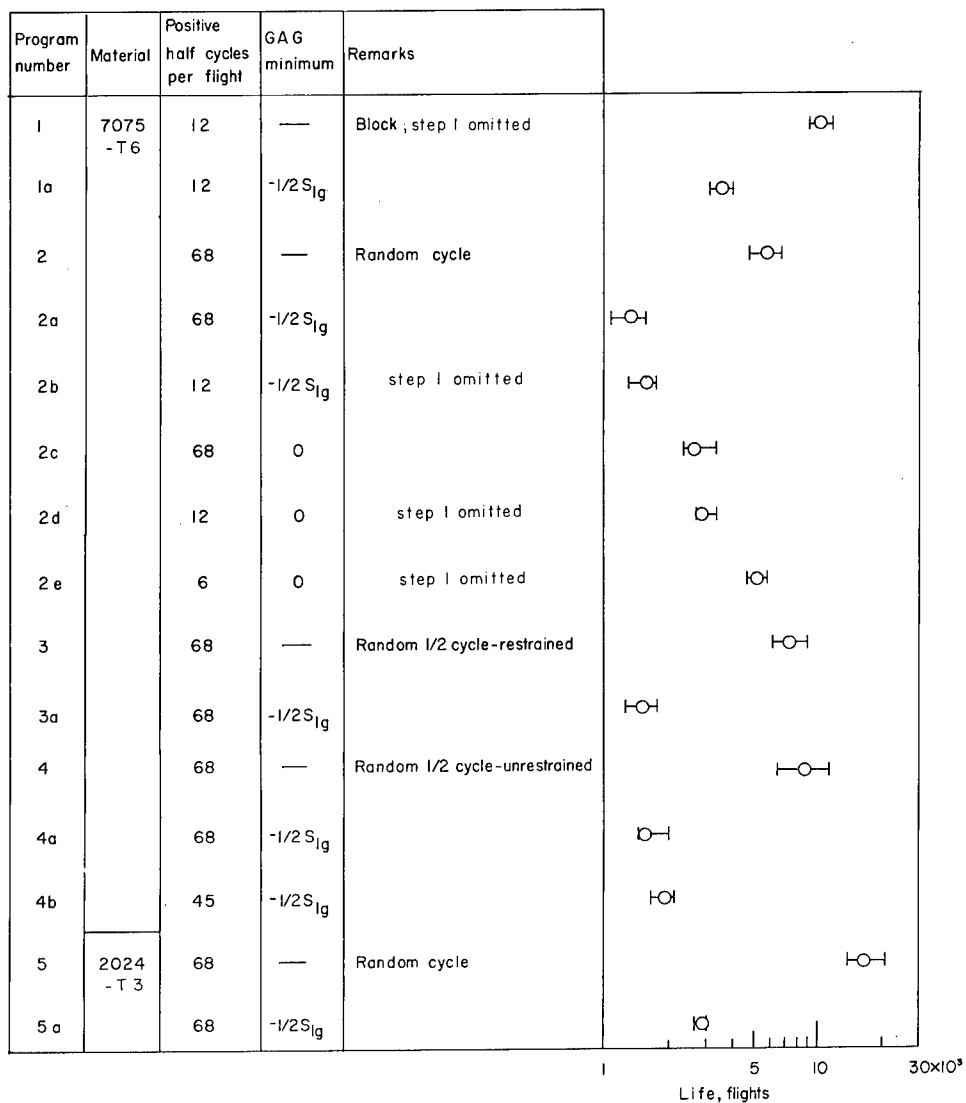 Program number Material Positive half cycles per flight GAG minimum Remarks
1 7075 -T6 12 — Block, step 1 omitted
1a 12 -1/2 S1g
2 68 — Random cycle
2a 68 -1/2 S1g
2b 12 -1/2 S1g step 1 omitted
2c 68 0
2d 12 0 step 1 omitted
2e 6 0 step 1 omitted
3 68 — Random 1/2 cycle-restrained
3a 68 -1/2 S1g
4 68 — Random 1/2 cycle-unrestrained
4a 68 -1/2 S1g
4b 45 -1/2 S1g
5 2024 -T3 68 — Random cycle
5a 68 -1/2 S1g
1 5 10 30×10³
Life, flights